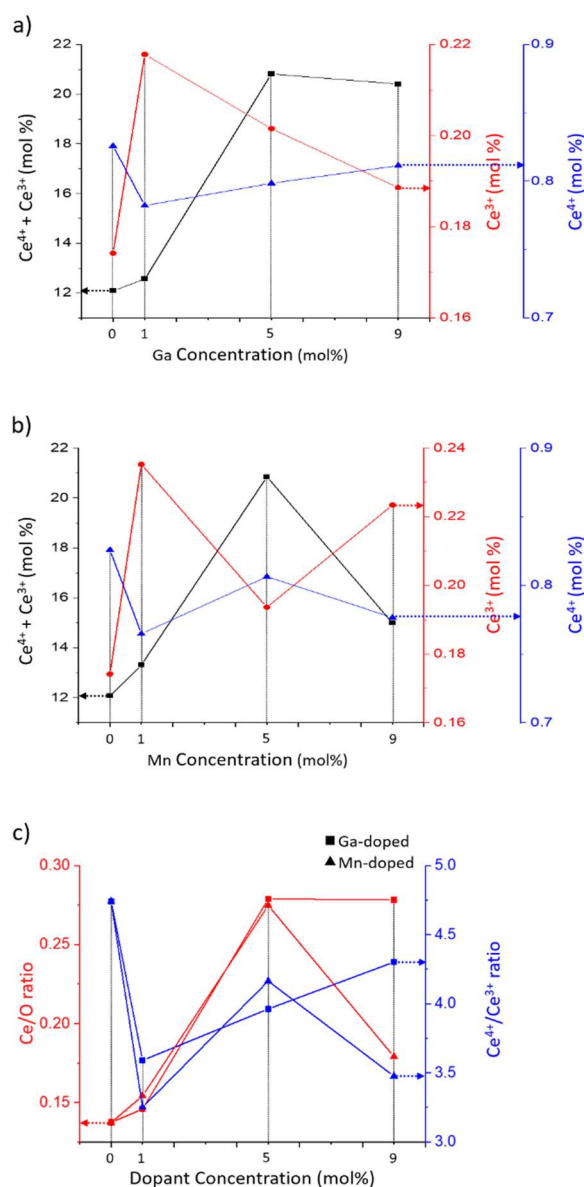 a)
22
20
18
16
14
12
Ce⁴⁺ + Ce³⁺ (mol %)
0 1 5 9
Ga Concentration (mol%)
0.22
0.20
0.18
0.16
Ce³⁺ (mol %)
0.9
0.8
0.7
Ce⁴⁺ (mol %)
b)
22
20
18
16
14
12
Ce⁴⁺ + Ce³⁺ (mol %)
0 1 5 9
Mn Concentration (mol%)
0.24
0.22
0.20
0.18
0.16
Ce³⁺ (mol %)
0.9
0.8
0.7
Ce⁴⁺ (mol %)
c)
Ga-doped
Mn-doped
0.30
0.25
0.20
0.15
Ce/O ratio
0 1 5 9
Dopant Concentration (mol%)
5.0
4.5
4.0
3.5
3.0
Ce⁴⁺/Ce³⁺ ratio